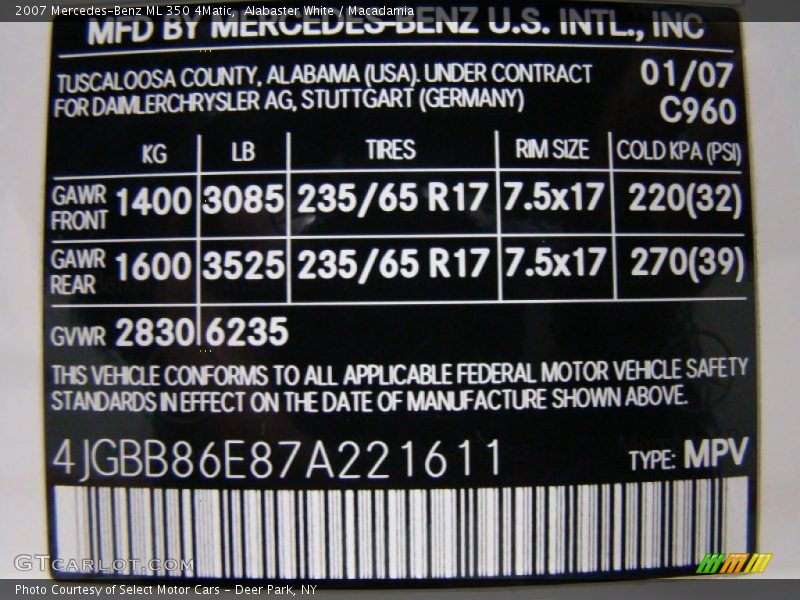 2007 Mercedes-Benz ML 350 4Matic,  Alabaster White / Macadamia
MFD BY MERCEDES-BENZ U.S. INTL., INC
TUSCALOOSA COUNTY, ALABAMA (USA). UNDER CONTRACT 01/07
FOR DAIMLERCHRYSLER AG, STUTTGART (GERMANY) C960
KG LB TIRES RIM SIZE COLD KPA (PSI)
GAWR FRONT 1400 3085 235/65 R17 7.5x17 220(32)
GAWR REAR 1600 3525 235/65 R17 7.5x17 270(39)
GVWR 2830 6235
THIS VEHICLE CONFORMS TO ALL APPLICABLE FEDERAL MOTOR VEHICLE SAFETY
STANDARDS IN EFFECT ON THE DATE OF MANUFACTURE SHOWN ABOVE.
4JGBB86E87A221611 TYPE: MPV
GTcarlot.com
Photo Courtesy of Select Motor Cars - Deer Park, NY